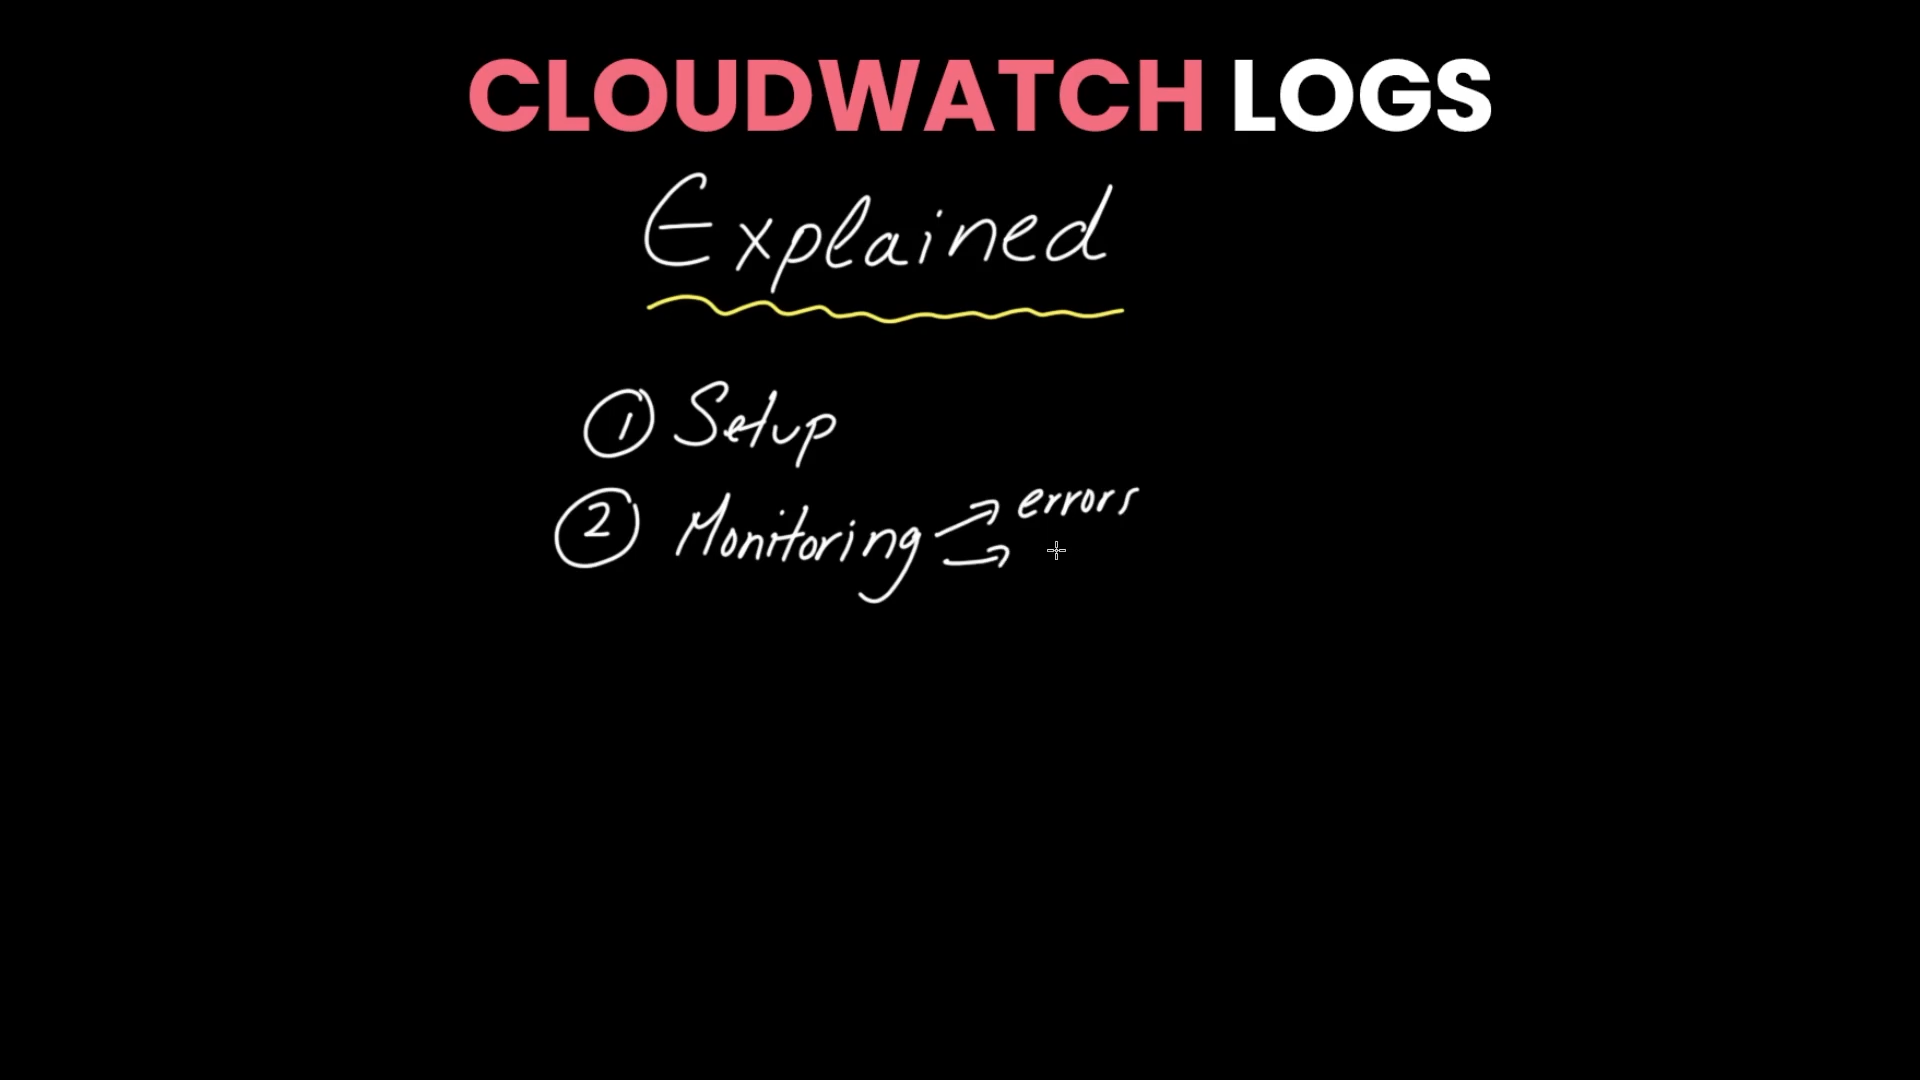 CLOUDWATCH LOGS
Explained
① Setup
② Monitoring → errors
→